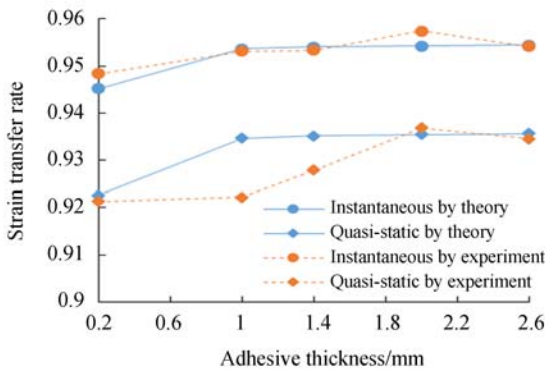 0.96
0.95
0.94
0.93
0.92
0.91
0.9
Strain transfer rate
Instantaneous by theory
Quasi-static by theory
Instantaneous by experiment
Quasi-static by experiment
0.2 0.6 1 1.4 1.8 2.2 2.6
Adhesive thickness/mm